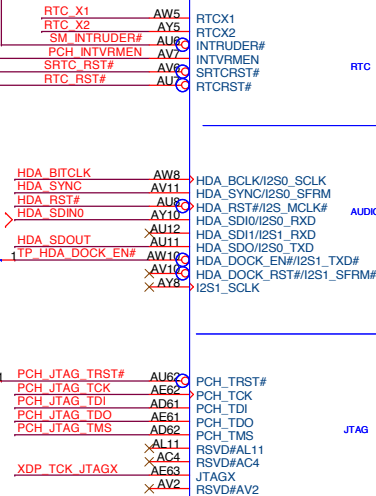 RTC_X1 AW5 RTCX1
RTC_X2 AY5 RTCX2
SM_INTRUDER# AU6 INTRUDER#
PCH_INTVRMEN AV7 INTVRMEN
SRTC_RST# AV6 SRTCRST#
RTC_RST# AU7 RTCRST#
RTC
HDA_BITCLK AW8 HDA_BCLK/I2S0_SCLK
HDA_SYNC AV11 HDA_SYNC/I2S0_SFRM
HDA_RST# AU8 HDA_RST#/I2S_MCLK#
HDA_SDIN0 AY10 HDA_SDI0/I2S0_RXD
AU12 HDA_SDI1/I2S1_RXD
HDA_SDOUT AU11 HDA_SDO/I2S0_TXD
1 TP_HDA_DOCK_EN# AW10 HDA_DOCK_EN#/I2S1_TXD#
AV10 HDA_DOCK_RST#/I2S1_SFRM#
AY8 I2S1_SCLK
AUDIO
PCH_JTAG_TRST# AU62 PCH_TRST#
PCH_JTAG_TCK AE62 PCH_TCK
PCH_JTAG_TDI AD61 PCH_TDI
PCH_JTAG_TDO AE61 PCH_TDO
PCH_JTAG_TMS AD62 PCH_TMS
AL11 RSVD#AL11
AC4 RSVD#AC4
XDP_TCK_JTAGX AE63 JTAGX
AV2 RSVD#AV2
JTAG